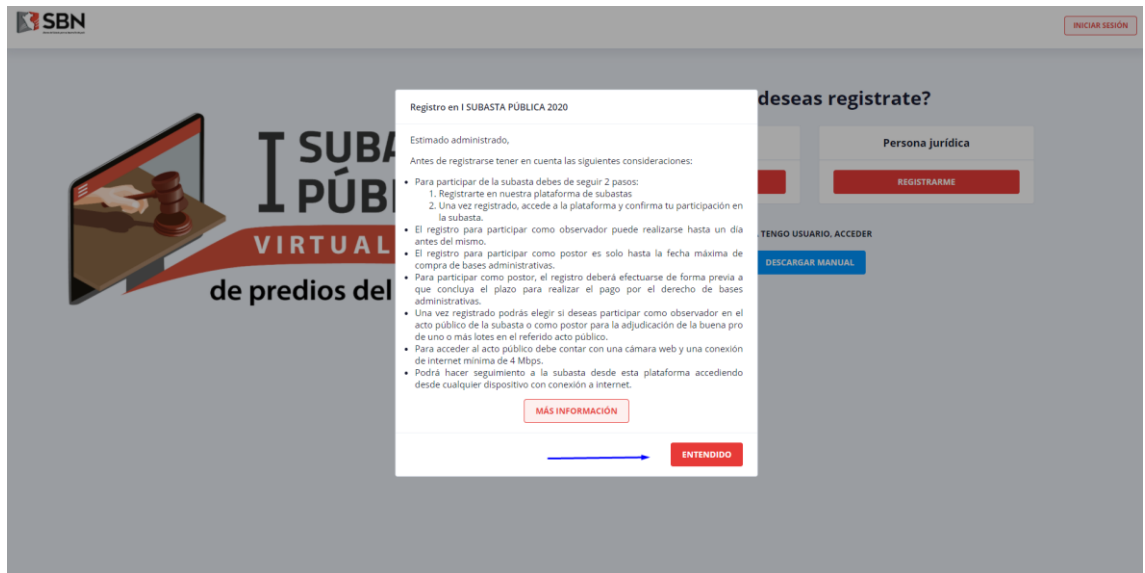 SBN
INICIAR SESIÓN
deseas registrate?
I SUBA
PÚBI
VIRTUAL
de predios del
Persona jurídica
REGISTRARME
TENGO USUARIO, ACCEDER
DESCARGAR MANUAL
Registro en I SUBASTA PÚBLICA 2020
Estimado administrado,
Antes de registrarse tener en cuenta las siguientes consideraciones:
• Para participar de la subasta debes de seguir 2 pasos:
1. Registrarte en nuestra plataforma de subastas
2. Una vez registrado, accede a la plataforma y confirma tu participación en
la subasta.
• El registro para participar como observador puede realizarse hasta un día
antes del mismo.
• El registro para participar como postor es solo hasta la fecha máxima de
compra de bases administrativas.
• Para participar como postor, el registro deberá efectuarse de forma previa a
que concluya el plazo para realizar el pago por el derecho de bases
administrativas.
• Una vez registrado podrás elegir si deseas participar como observador en el
acto público de la subasta o como postor para la adjudicación de la buena pro
de uno o más lotes en el referido acto público.
• Para acceder al acto público debe contar con una cámara web y una conexión
de internet mínima de 4 Mbps.
• Podrá hacer seguimiento a la subasta desde esta plataforma accediendo
desde cualquier dispositivo con conexión a internet.
MÁS INFORMACIÓN
ENTENDIDO